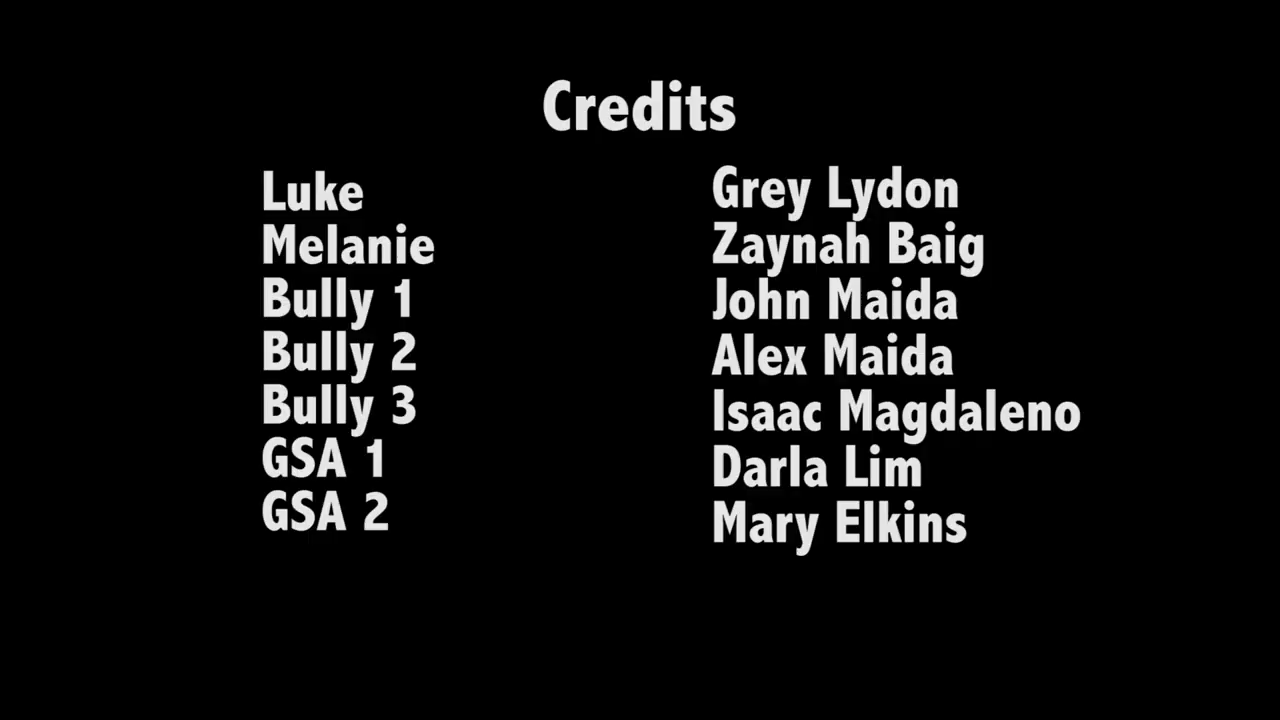 Credits
Luke Grey Lydon
Melanie Zaynah Baig
Bully 1 John Maida
Bully 2 Alex Maida
Bully 3 Isaac Magdaleno
GSA 1 Darla Lim
GSA 2 Mary Elkins